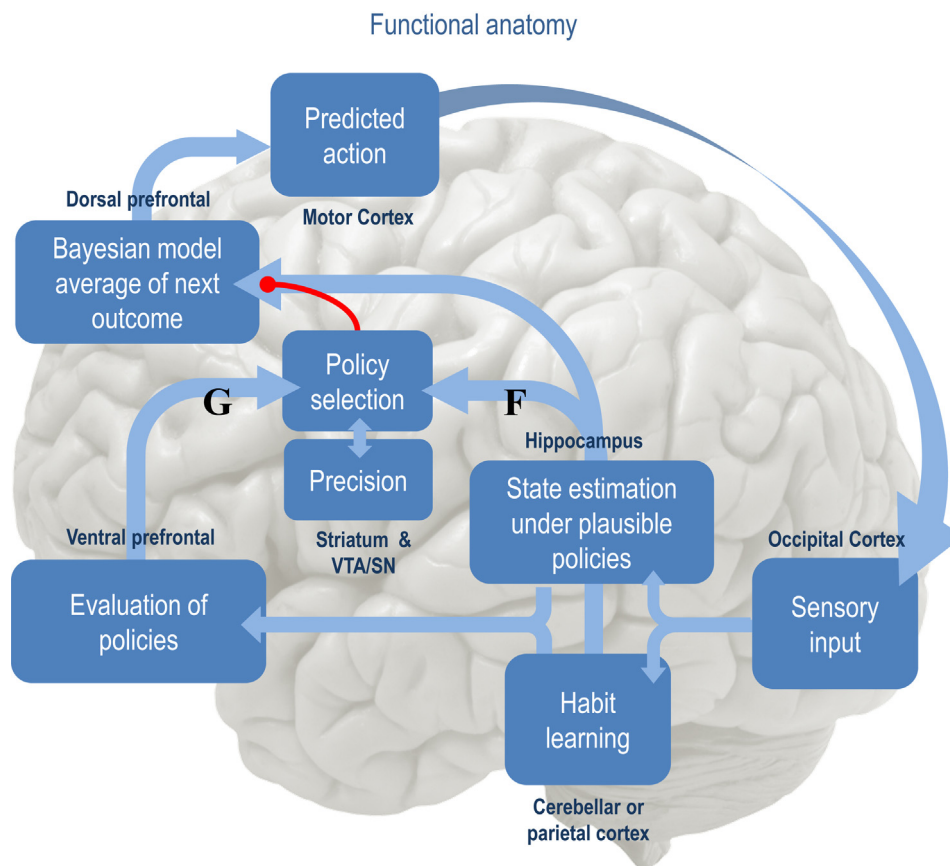 Functional anatomy
Predicted
action
Motor Cortex
Dorsal prefrontal
Bayesian model
average of next
outcome
Policy
selection
G
F
Precision
Striatum &
VTA/SN
Hippocampus
State estimation
under plausible
policies
Ventral prefrontal
Evaluation of
policies
Occipital Cortex
Sensory
input
Habit
learning
Cerebellar or
parietal cortex